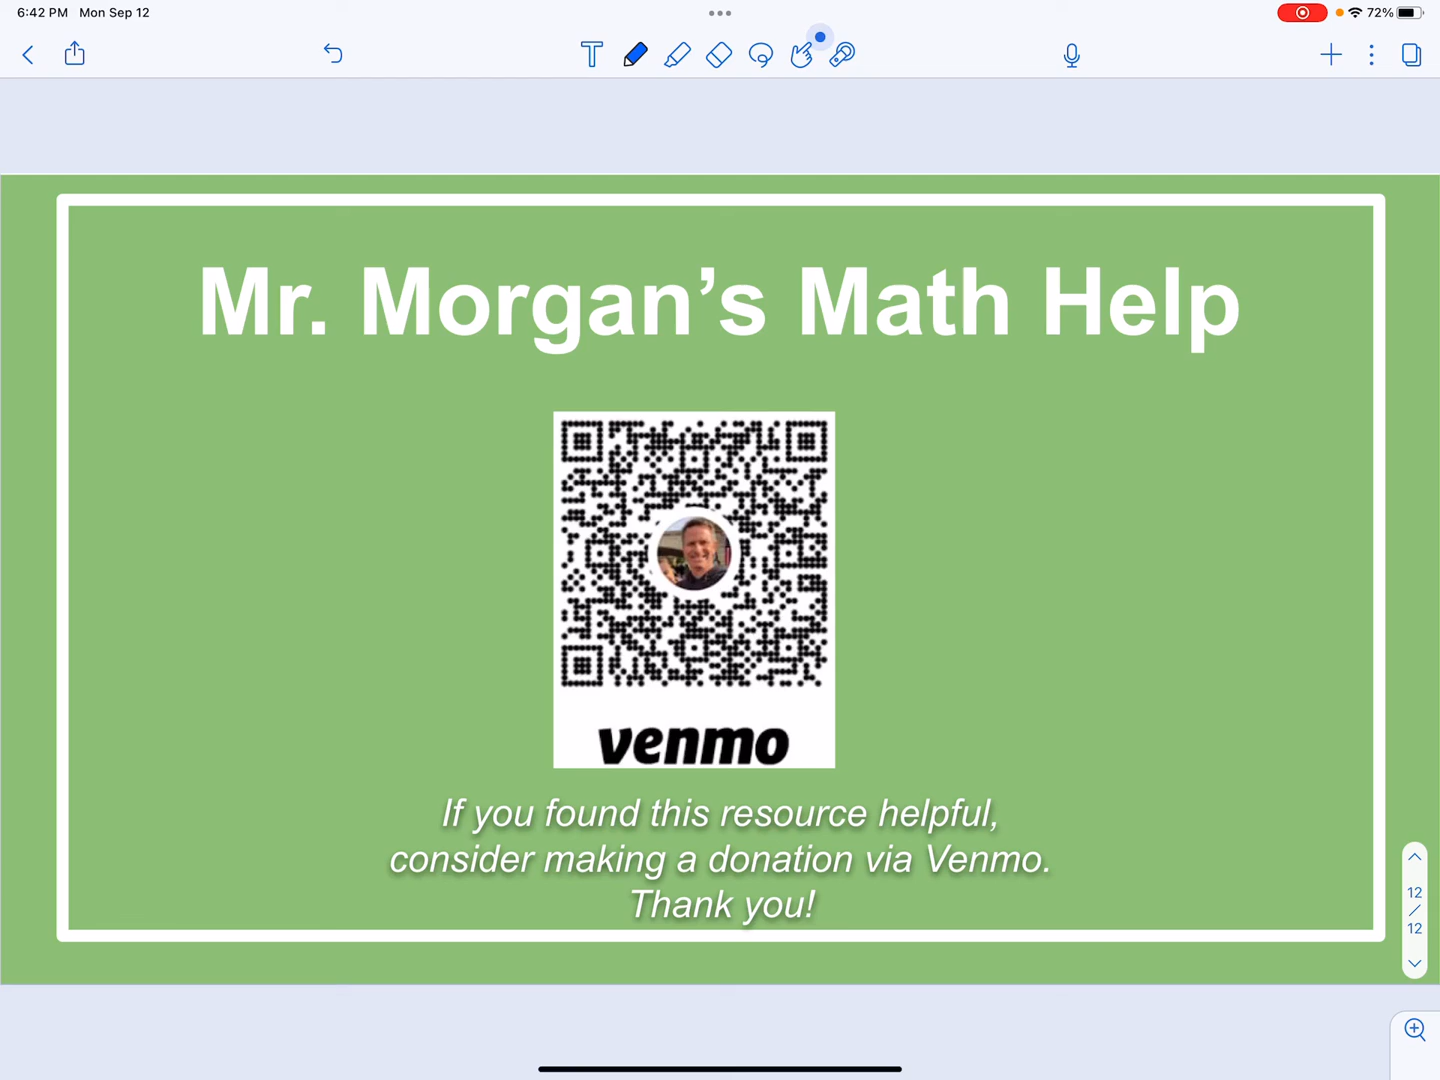 6:42 PM Mon Sep 12
72%
T
Mr. Morgan’s Math Help
venmo
If you found this resource helpful,
consider making a donation via Venmo.
Thank you!
12
/
12